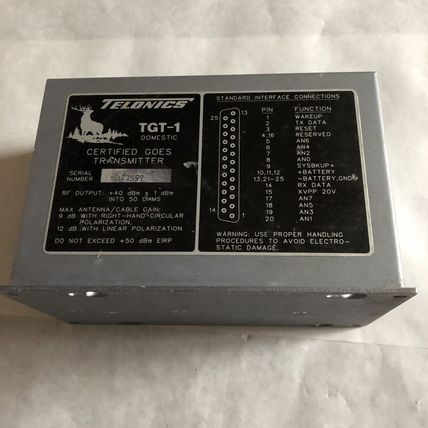 TELONICS
TGT-1
DOMESTIC
CERTIFIED GOES
TRANSMITTER
SERIAL
NUMBER
RF OUTPUT: +40 dBm ± 1 dBm
INTO 50 OHMS
MAX ANTENNA/CABLE GAIN:
9 dB WITH RIGHT-HAND CIRCULAR
POLARIZATION,
12 dB WITH LINEAR POLARIZATION
DO NOT EXCEED +50 dBm EIRP
STANDARD INTERFACE CONNECTIONS
13
25
14
1
PIN FUNCTION
1 WAKEUP
2 TX DATA
3 RESET
4,16 RESERVED
5 AN6
6 AN4
7 AN2
8 AN0
9 SYSBKUP+
10,11,12 +BATTERY
13,21-25 -BATTERY,GND
14 RX DATA
15 XVPP 20V
17 AN7
18 AN5
19 AN3
20 AN1
WARNING: USE PROPER HANDLING
PROCEDURES TO AVOID ELECTRO-
STATIC DAMAGE.